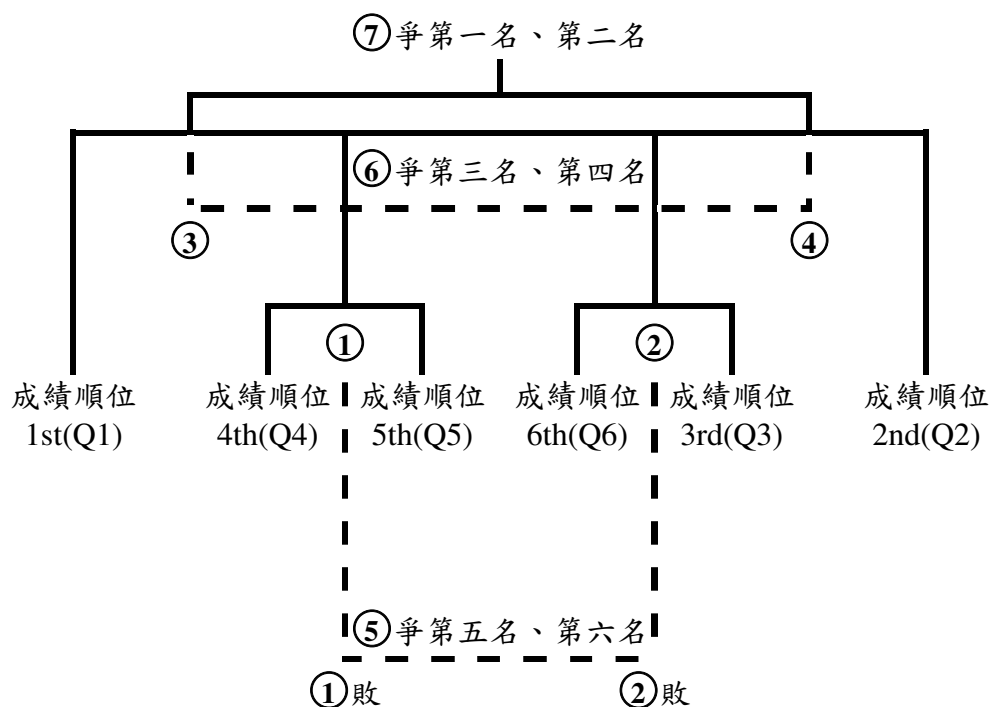 ⑦爭第一名、第二名
⑥爭第三名、第四名
③
④
①
②
成績順位
1st(Q1)
成績順位
4th(Q4)
成績順位
5th(Q5)
成績順位
6th(Q6)
成績順位
3rd(Q3)
成績順位
2nd(Q2)
⑤爭第五名、第六名
①敗
②敗